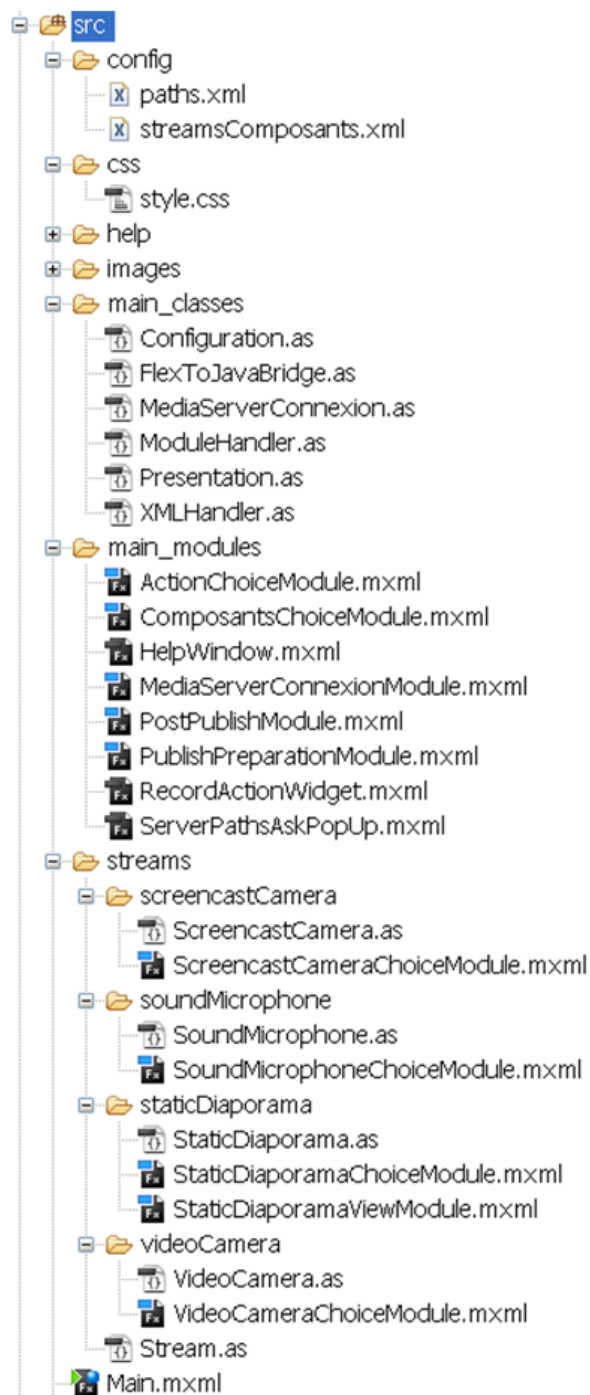 src
config
paths.xml
streamsComposants.xml
css
style.css
help
images
main_classes
Configuration.as
FlexToJavaBridge.as
MediaServerConnexion.as
ModuleHandler.as
Presentation.as
XMLHandler.as
main_modules
ActionChoiceModule.mxml
ComposantsChoiceModule.mxml
HelpWindow.mxml
MediaServerConnexionModule.mxml
PostPublishModule.mxml
PublishPreparationModule.mxml
RecordActionWidget.mxml
ServerPathsAskPopUp.mxml
streams
screencastCamera
ScreencastCamera.as
ScreencastCameraChoiceModule.mxml
soundMicrophone
SoundMicrophone.as
SoundMicrophoneChoiceModule.mxml
staticDiaporama
StaticDiaporama.as
StaticDiaporamaChoiceModule.mxml
StaticDiaporamaViewModule.mxml
videoCamera
VideoCamera.as
VideoCameraChoiceModule.mxml
Stream.as
Main.mxml